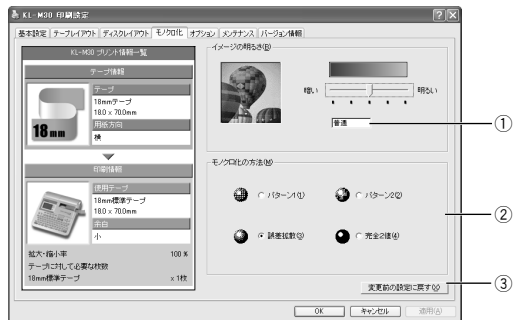 KL-M30 印刷設定
基本設定 テープレイアウト ディスクレイアウト モノクロ化 オプション メンテナンス バージョン情報
KL-M30 プリント情報一覧
テープ情報
テープ
18mmテープ
18.0 x 70.0mm
用紙方向
横
18mm
印刷情報
使用テープ
18mm標準テープ
18.0 x 70.0mm
余白
小
拡大・縮小率 100 %
テープに対して必要な枚数
18mm標準テープ x 1枚
イメージの明るさ(B)
暗い 明るい
普通
①
モノクロ化の方法(M)
パターン1(1) パターン2(2)
誤差拡散(3) 完全2値(4)
②
変更前の設定に戻す(X)
③
OK キャンセル 適用(A)